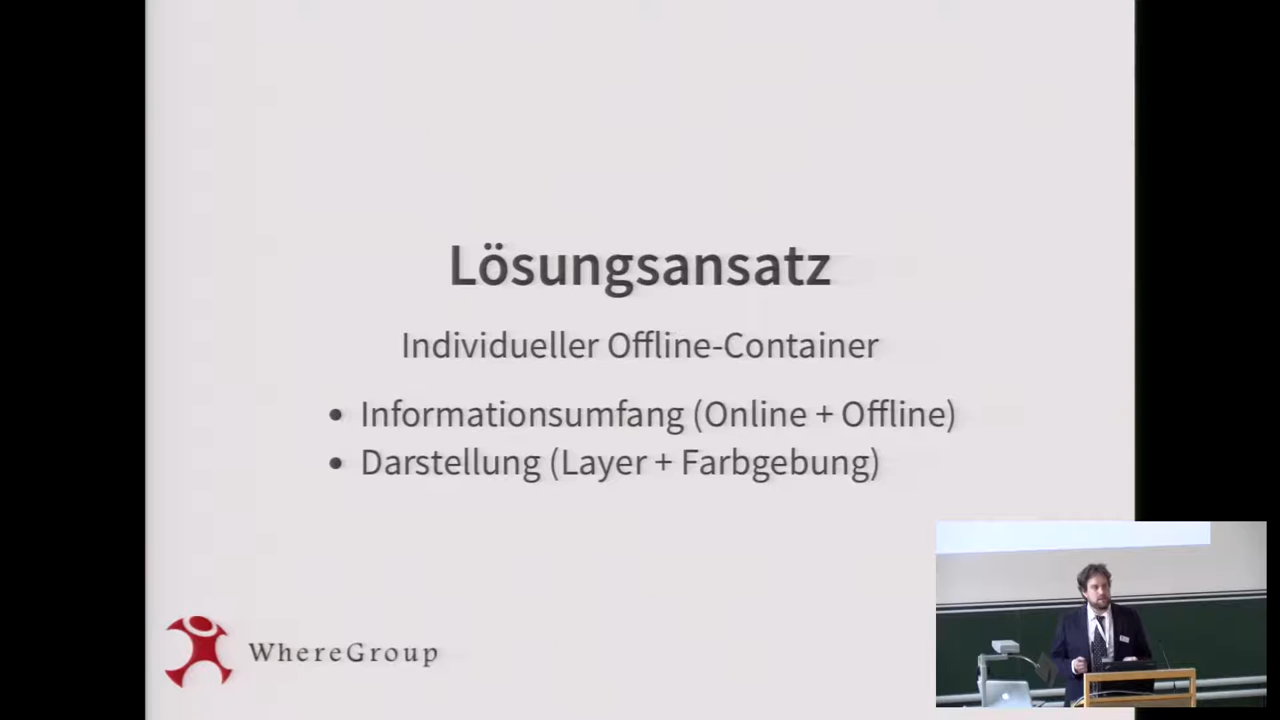 Lösungsansatz
Individueller Offline-Container
• Informationsumfang (Online + Offline)
• Darstellung (Layer + Farbgebung)
WhereGroup